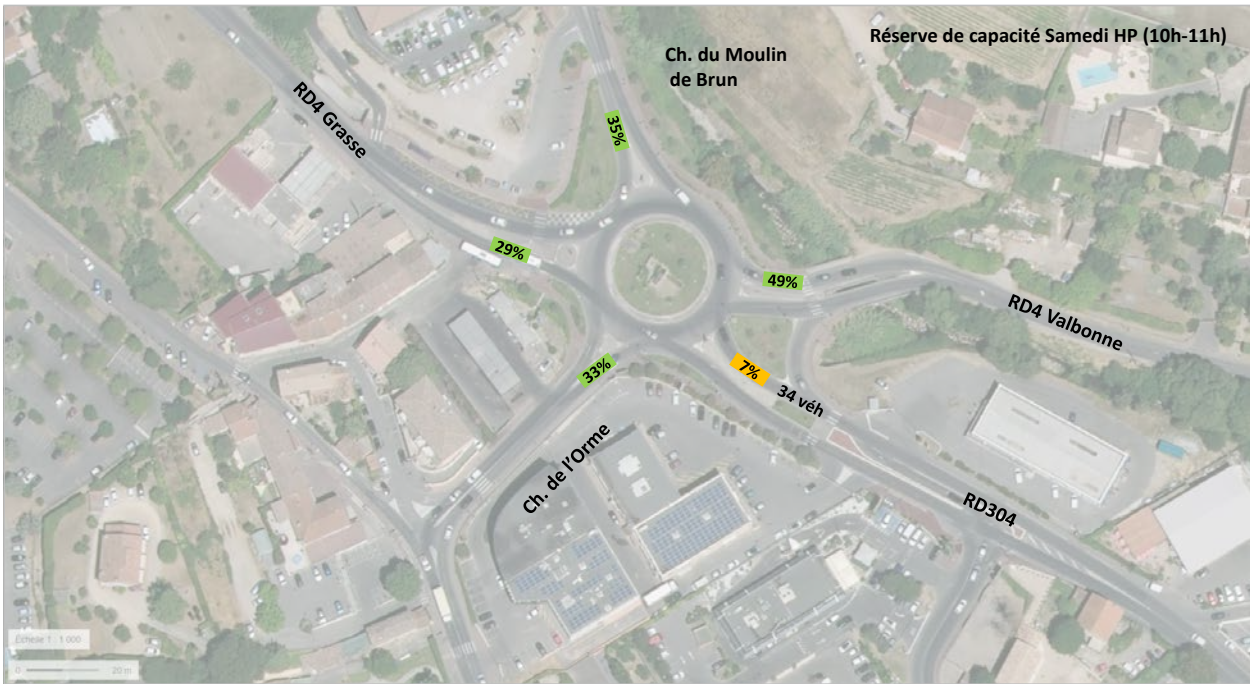 Réserve de capacité Samedi HP (10h-11h)
Ch. du Moulin
de Brun
RD4 Grasse
35%
29%
49%
RD4 Valbonne
33%
7%
34 véh
Ch. de l'Orme
RD304
Echelle 1 : 1 000
0 20 m